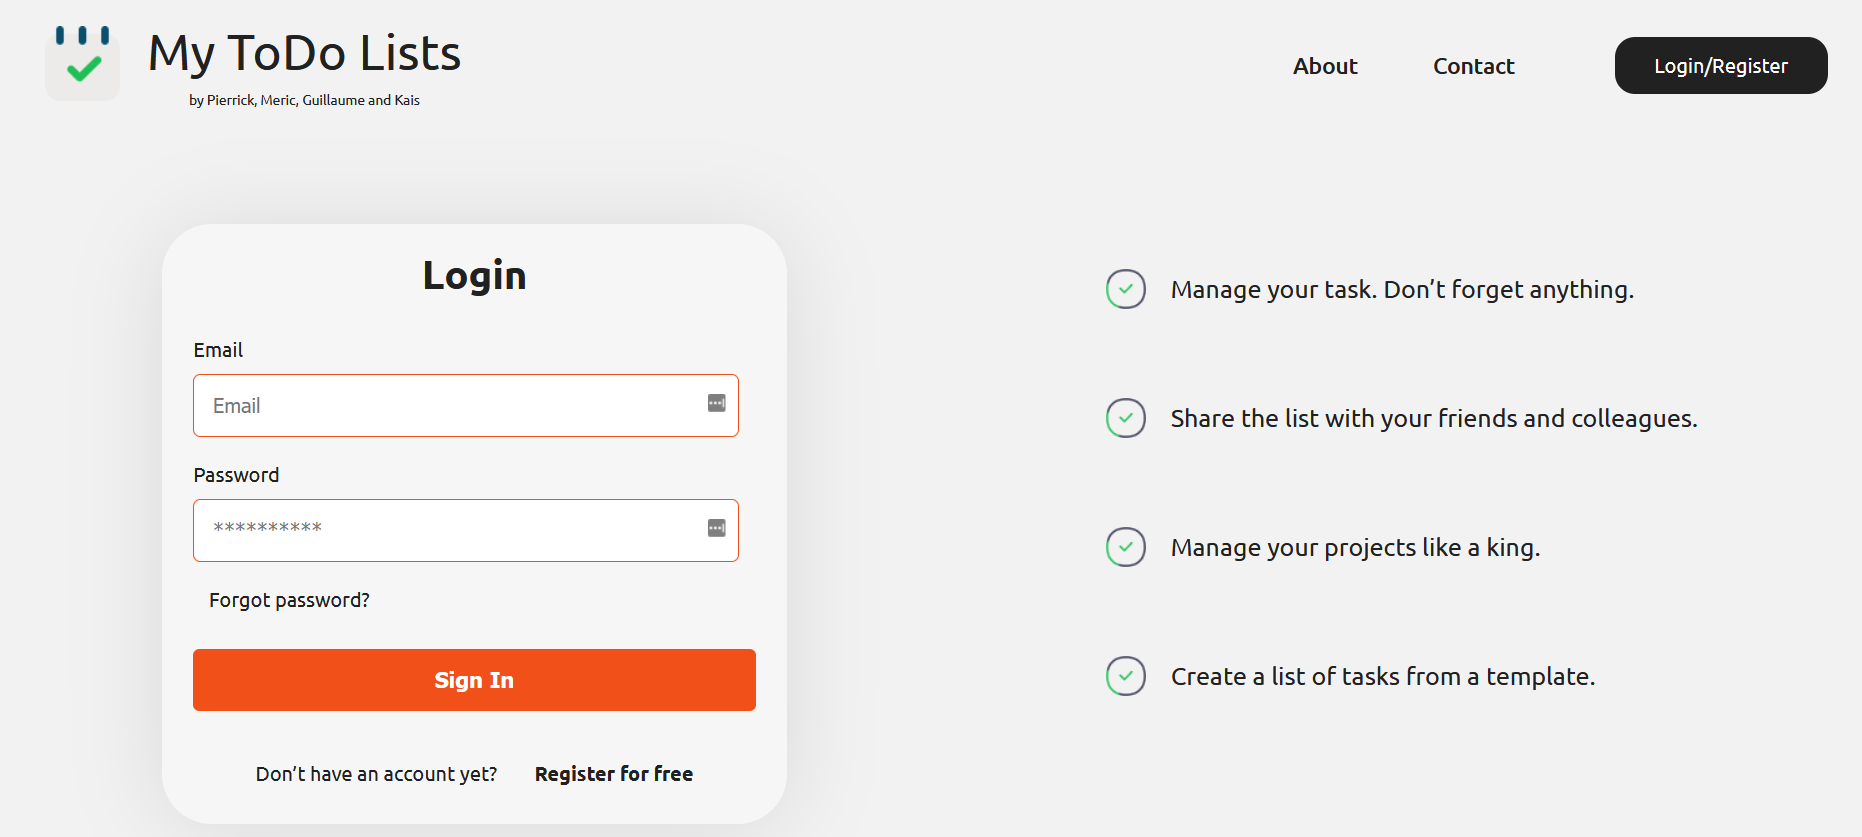 My ToDo Lists
by Pierrick, Meric, Guillaume and Kais
About
Contact
Login/Register
Login
Email
Email
Password
**********
Forgot password?
Sign In
Don’t have an account yet? Register for free
Manage your task. Don’t forget anything.
Share the list with your friends and colleagues.
Manage your projects like a king.
Create a list of tasks from a template.